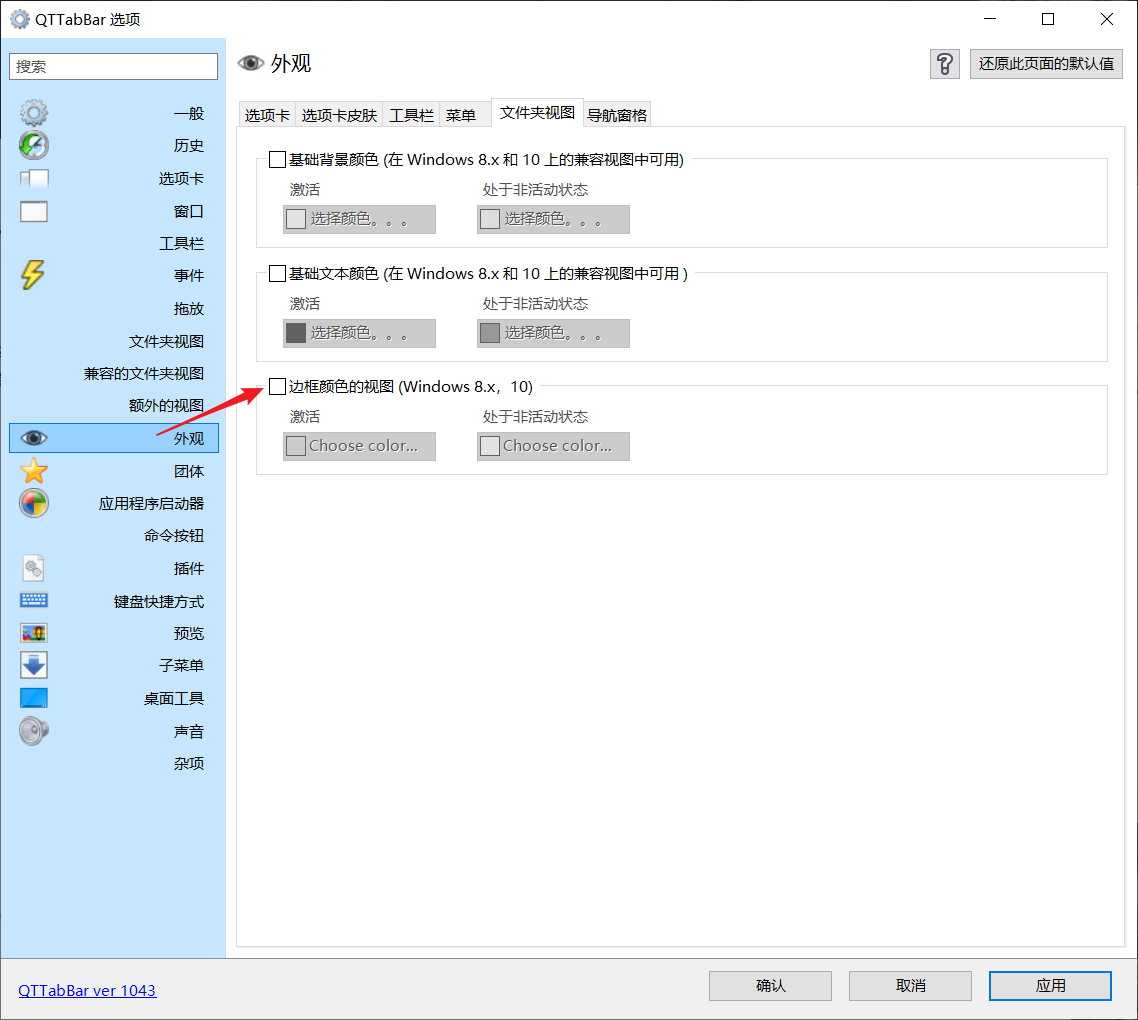 QTTabBar 选项
搜索
一般
历史
选项卡
窗口
工具栏
事件
拖放
文件夹视图
兼容的文件夹视图
额外的视图
外观
团体
应用程序启动器
命令按钮
插件
键盘快捷方式
预览
子菜单
桌面工具
声音
杂项
外观
?
还原此页面的默认值
选项卡 选项卡皮肤 工具栏 菜单 文件夹视图 导航窗格
基础背景颜色 (在 Windows 8.x 和 10 上的兼容视图中可用)
激活 处于非活动状态
选择颜色。。。 选择颜色。。。
基础文本颜色 (在 Windows 8.x 和 10 上的兼容视图中可用 )
激活 处于非活动状态
选择颜色。。。 选择颜色。。。
边框颜色的视图 (Windows 8.x，10)
激活 处于非活动状态
Choose color... Choose color...
QTTabBar ver 1043
确认 取消 应用